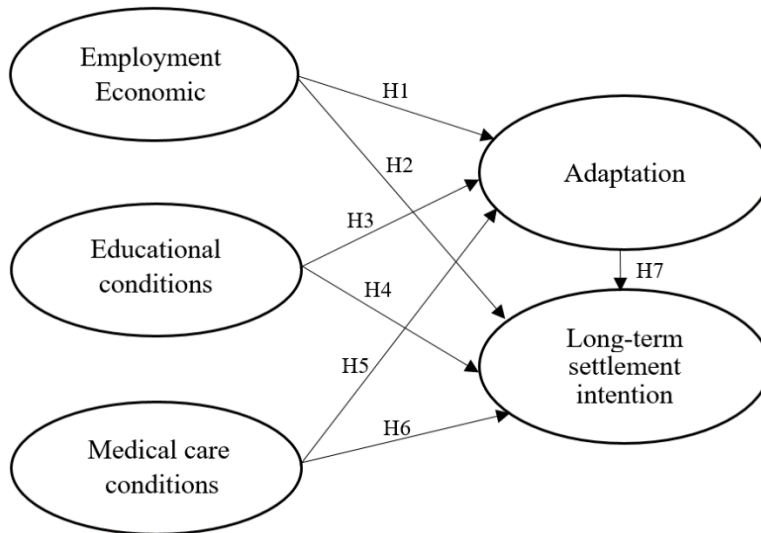 Employment
Economic
H1
H2
Adaptation
Educational
conditions
H3
H4
H7
Long-term
settlement
intention
H5
H6
Medical care
conditions